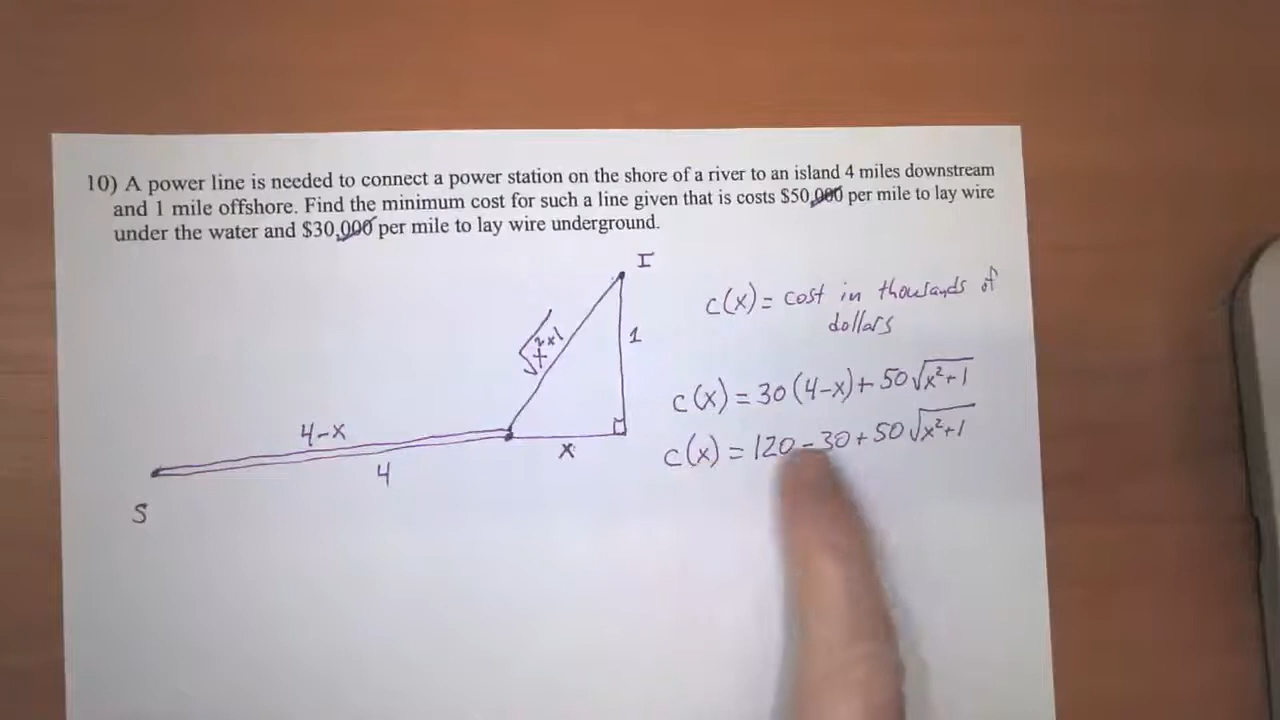 10) A power line is needed to connect a power station on the shore of a river to an island 4 miles downstream
and 1 mile offshore. Find the minimum cost for such a line given that is costs $50,000 per mile to lay wire
under the water and $30,000 per mile to lay wire underground.
I
c(x) = cost in thousands of
dollars
√x²+1
1
c(x) = 30(4-x) + 50√x²+1
4-x
c(x) = 120 - 30 + 50√x²+1
x
4
S